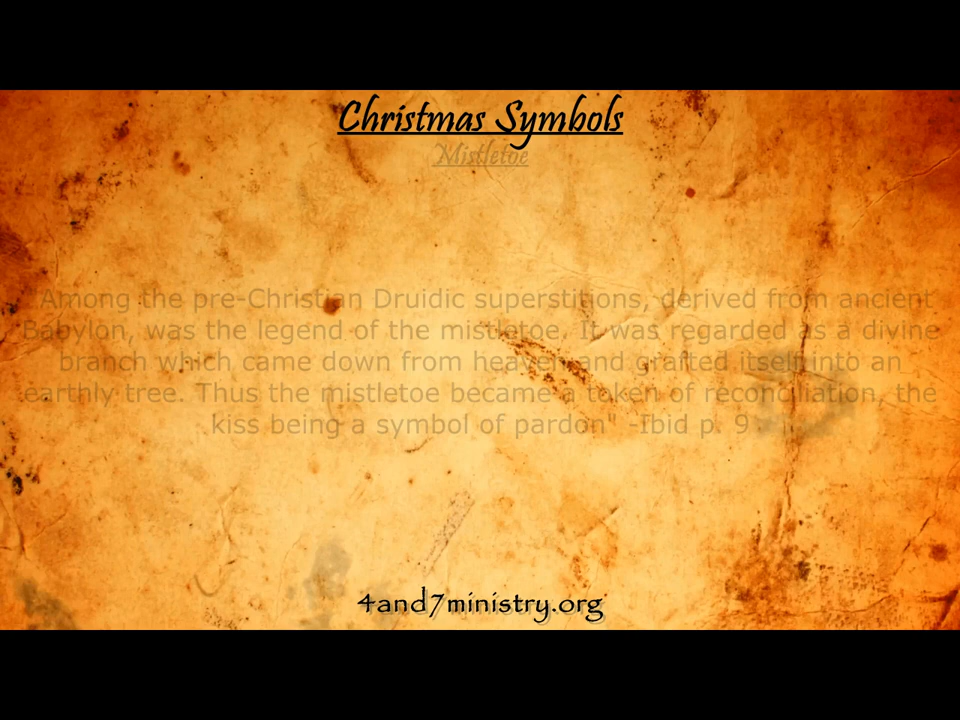 Christmas Symbols
Mistletoe
"Among the pre-Christian Druidic superstitions, derived from ancient
Babylon, was the legend of the mistletoe. It was regarded as a divine
branch which came down from heaven and grafted itself into an
earthly tree. Thus the mistletoe became a token of reconciliation, the
kiss being a symbol of pardon" -Ibid p. 9
4and7ministry.org